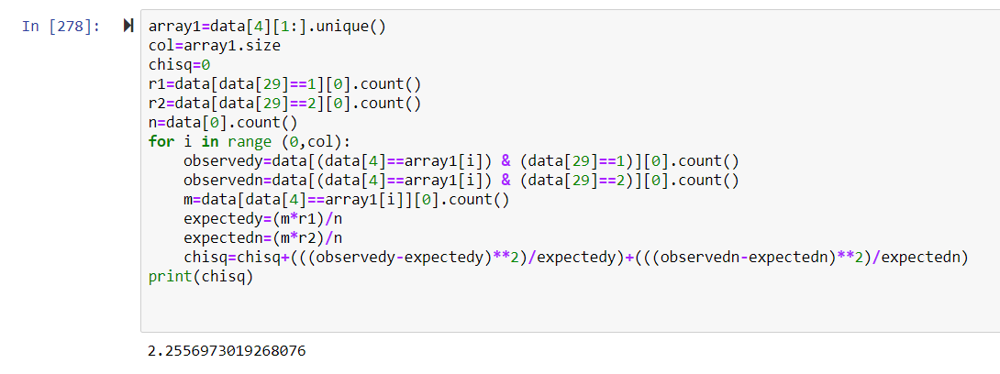 In [278]:
array1=data[4][1:].unique()
col=array1.size
chisq=0
r1=data[data[29]==1][0].count()
r2=data[data[29]==2][0].count()
n=data[0].count()
for i in range (0,col):
    observedy=data[(data[4]==array1[i]) & (data[29]==1)][0].count()
    observedn=data[(data[4]==array1[i]) & (data[29]==2)][0].count()
    m=data[data[4]==array1[i]][0].count()
    expectedy=(m*r1)/n
    expectedn=(m*r2)/n
    chisq=chisq+(((observedy-expectedy)**2)/expectedy)+(((observedn-expectedn)**2)/expectedn)
print(chisq)
2.2556973019268076